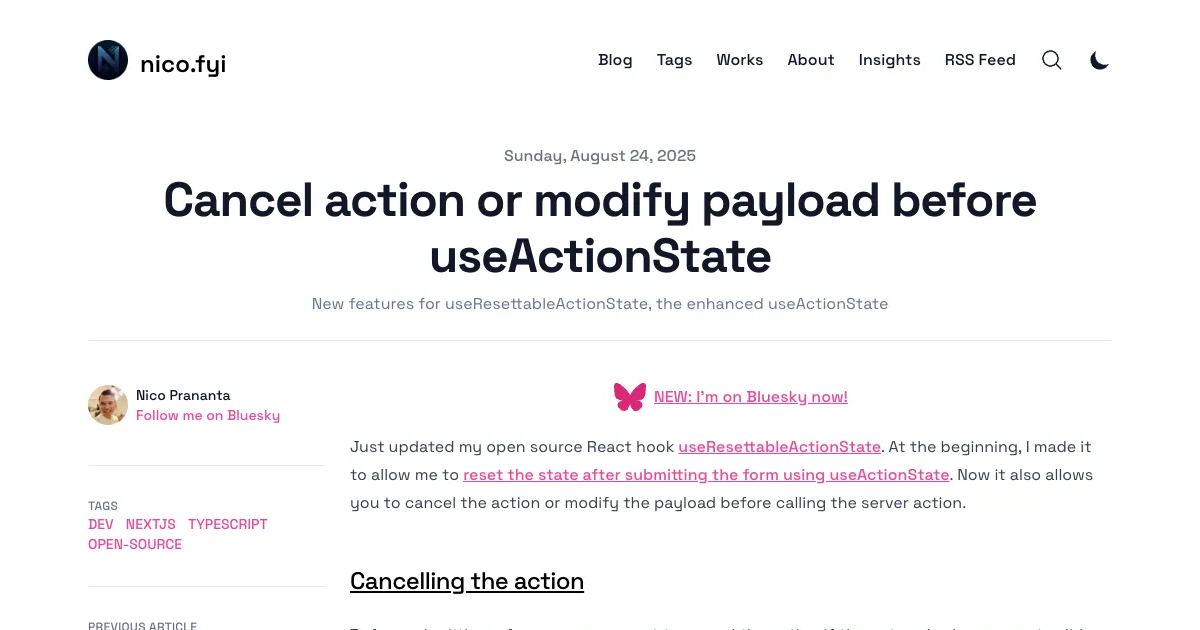 nico.fyi
Blog Tags Works About Insights RSS Feed
Sunday, August 24, 2025
Cancel action or modify payload before
useActionState
New features for useResettableActionState, the enhanced useActionState
Nico Prananta
Follow me on Bluesky
TAGS
DEV NEXTJS TYPESCRIPT
OPEN-SOURCE
PREVIOUS ARTICLE
NEW: I'm on Bluesky now!
Just updated my open source React hook useResettableActionState. At the beginning, I made it
to allow me to reset the state after submitting the form using useActionState. Now it also allows
you to cancel the action or modify the payload before calling the server action.
Cancelling the action